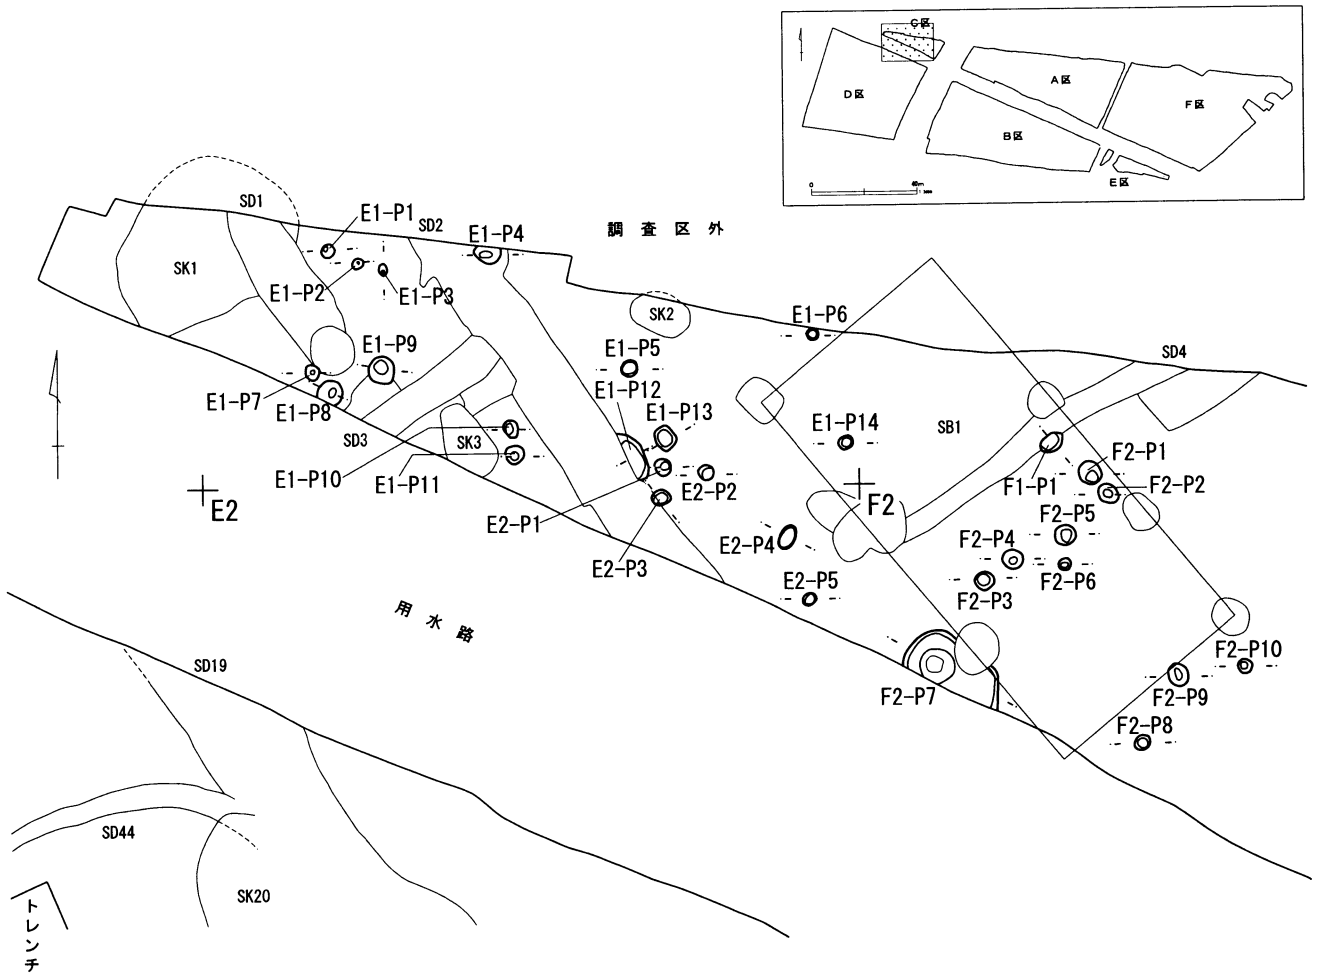 C区
A区
D区
F区
B区
E区
0
40m
SD1
E1-P1
SD2
E1-P4
調査区外
SK1
E1-P2
E1-P3
SK2
E1-P6
E1-P9
E1-P5
SD4
E1-P12
E1-P7
E1-P8
E1-P13
E1-P14
SB1
SD3
SK3
E1-P10
E1-P11
F1-P1
F2-P1
F2-P2
E2-P2
E2
F2
E2-P1
F2-P5
E2-P4
F2-P4
E2-P3
E2-P5
F2-P6
F2-P3
用水路
SD19
F2-P10
F2-P7
F2-P9
F2-P8
SD44
SK20
トレンチ